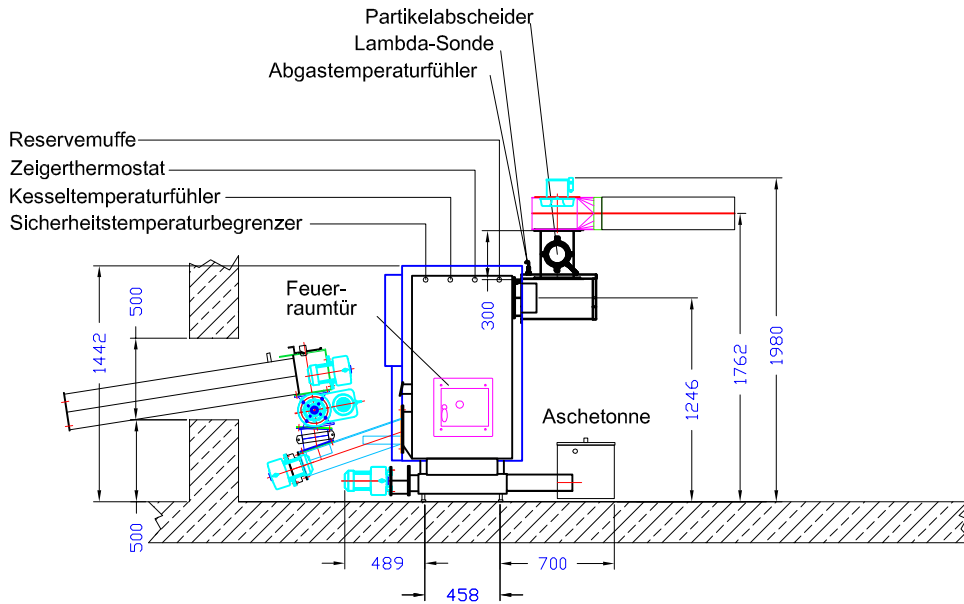 Partikelabscheider
Lambda-Sonde
Abgastemperaturfühler
Reservemuffe
Zeigerthermostat
Kesseltemperaturfühler
Sicherheitstemperaturbegrenzer
Feuer-
raumtür
Aschetonne
1442
500
500
300
1246
1762
1980
489
458
700